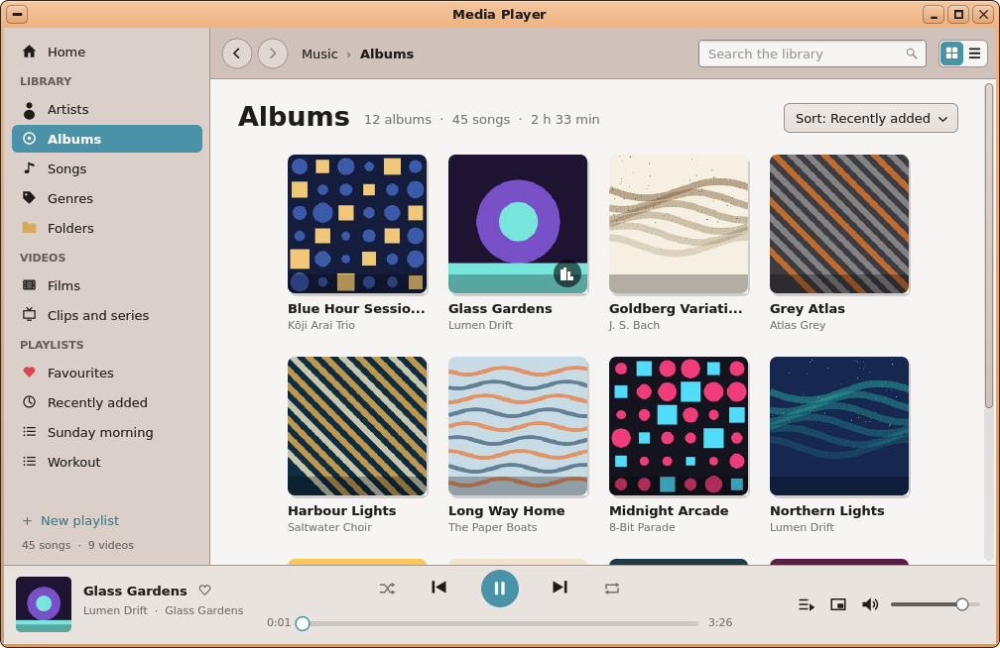 Media Player
Home
LIBRARY
Artists
Albums
Songs
Genres
Folders
VIDEOS
Films
Clips and series
PLAYLISTS
Favourites
Recently added
Sunday morning
Workout
+ New playlist
45 songs · 9 videos
Music › Albums
Search the library
Albums 12 albums · 45 songs · 2 h 33 min
Sort: Recently added
Blue Hour Sessio...
Kōji Arai Trio
Glass Gardens
Lumen Drift
Goldberg Variati...
J. S. Bach
Grey Atlas
Atlas Grey
Harbour Lights
Saltwater Choir
Long Way Home
The Paper Boats
Midnight Arcade
8-Bit Parade
Northern Lights
Lumen Drift
Glass Gardens
Lumen Drift · Glass Gardens
0:01
3:26